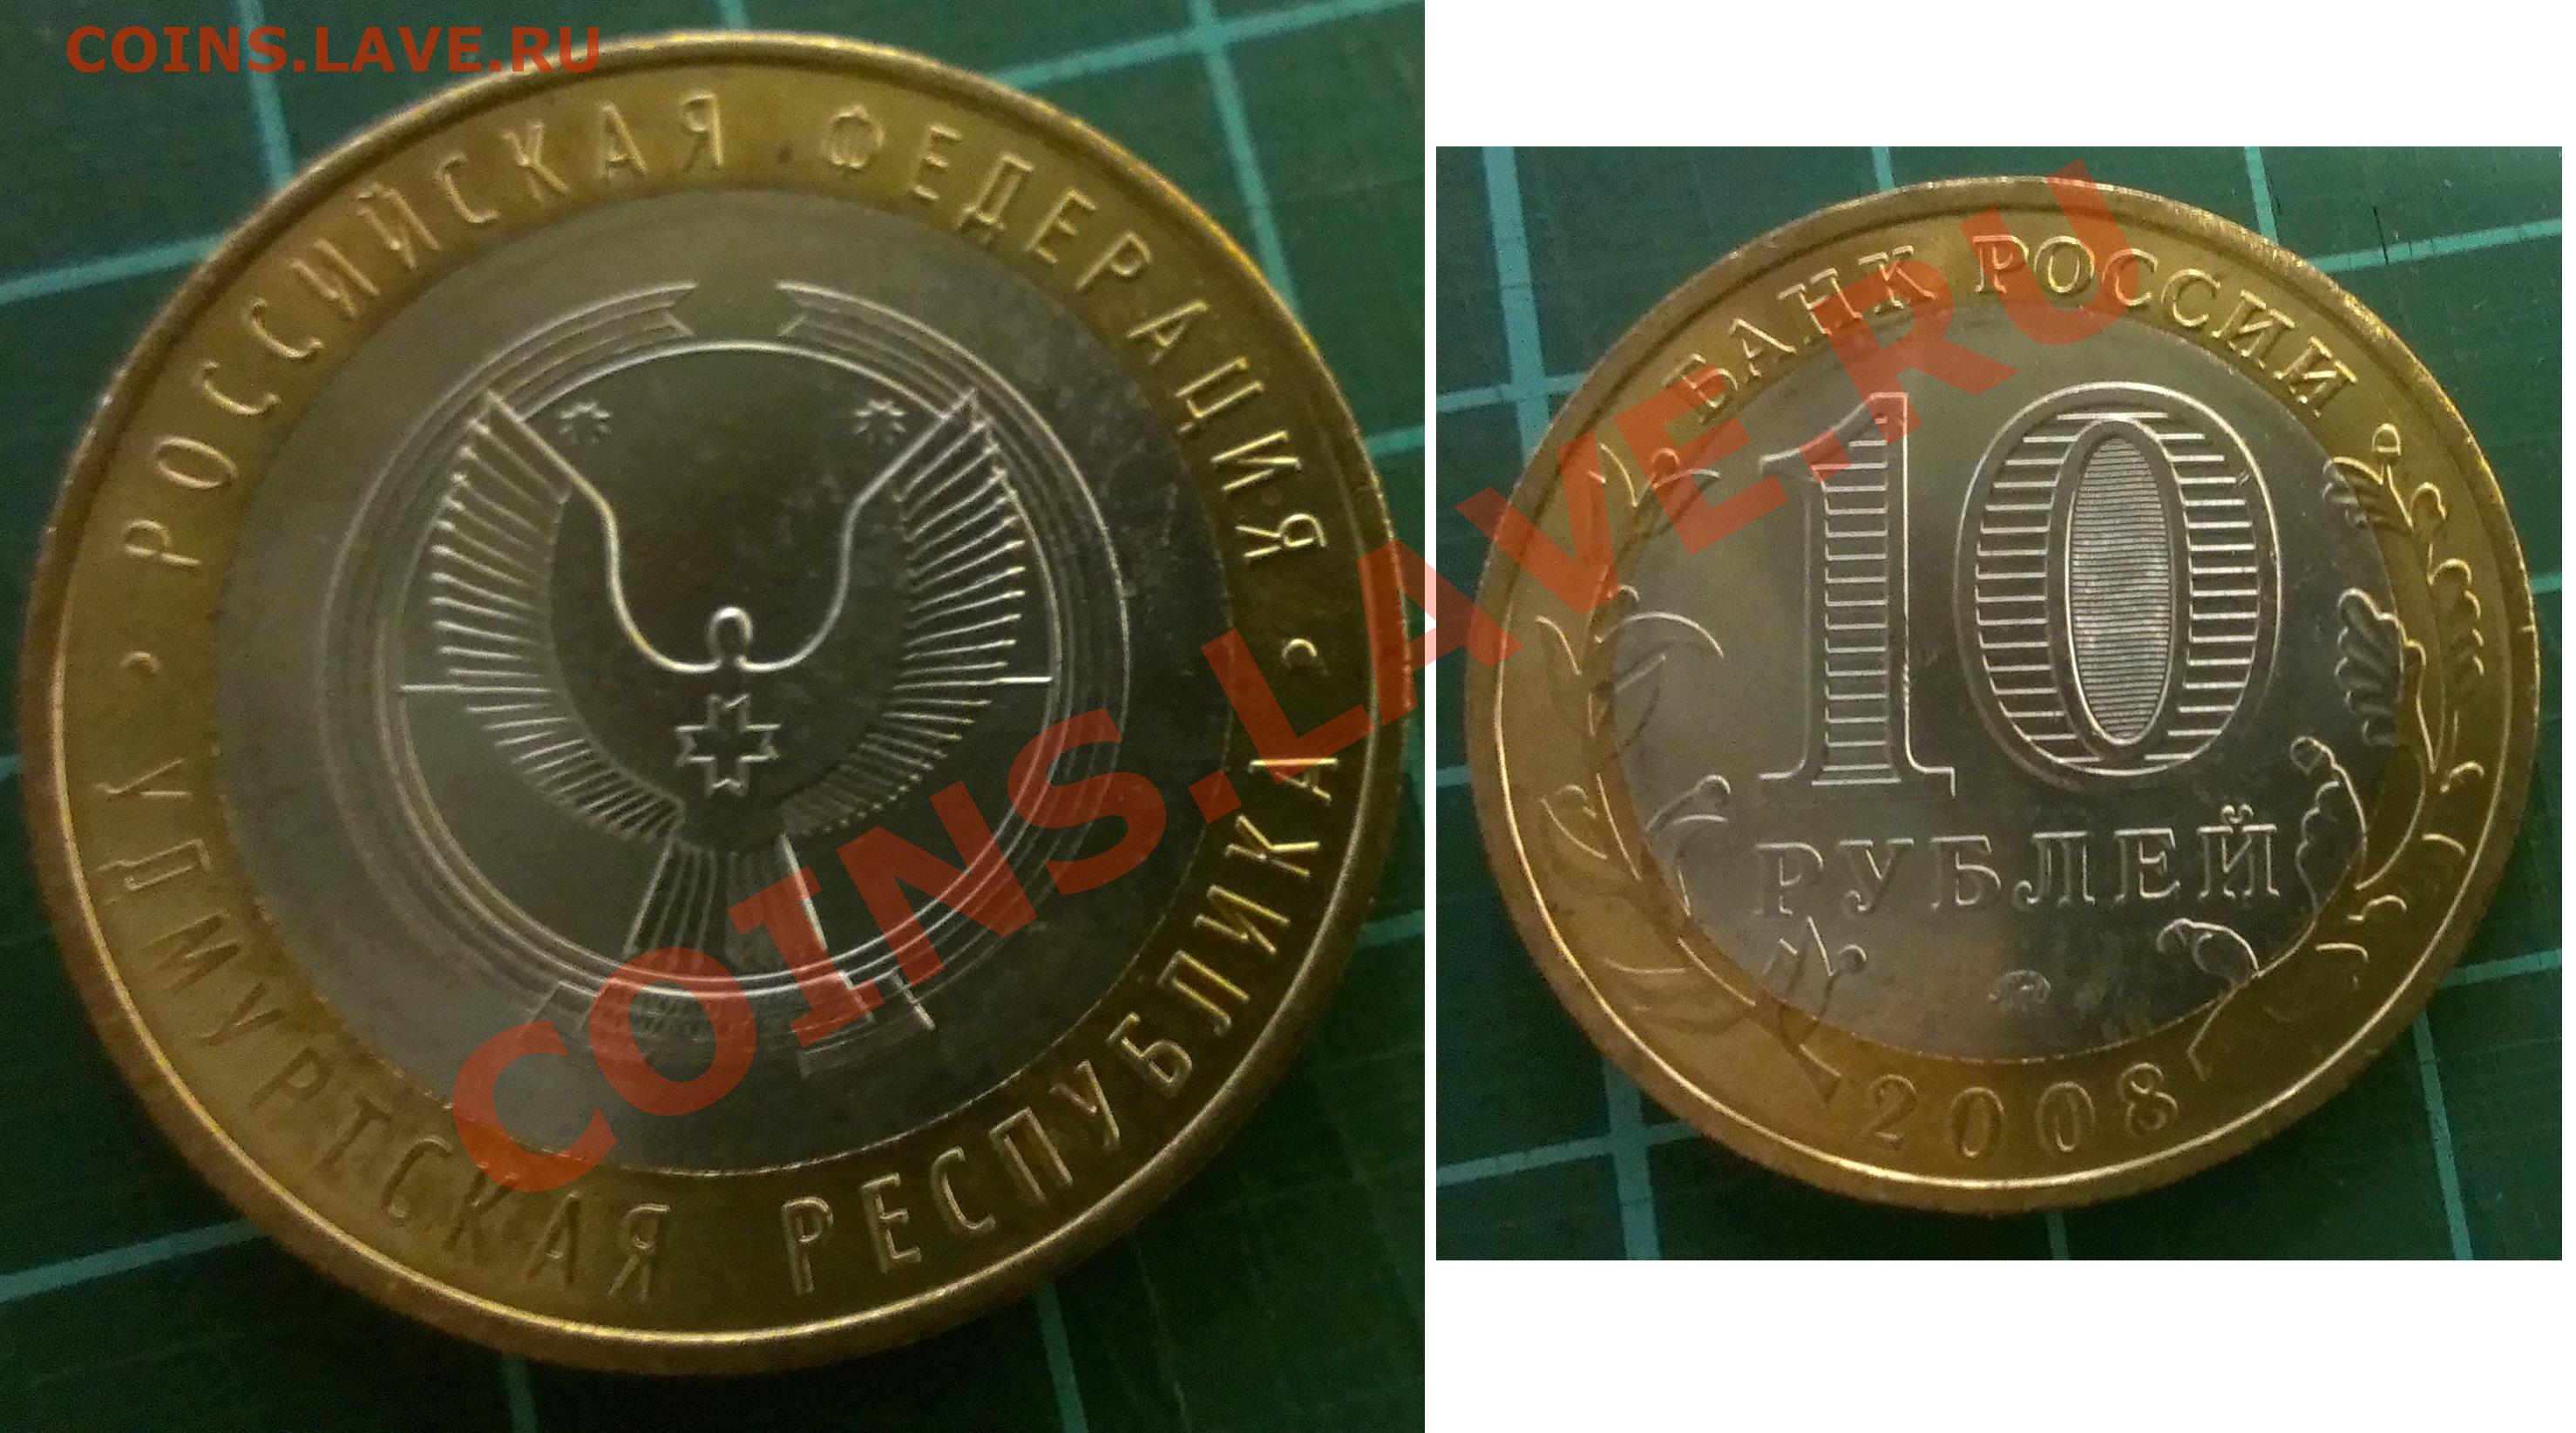 COINS.LAVE.RU
РОССИЙСКАЯ ФЕДЕРАЦИЯ
УДМУРТСКАЯ РЕСПУБЛИКА
БАНК РОССИИ
10
РУБЛЕЙ
2008
COINS.LAVE.RU